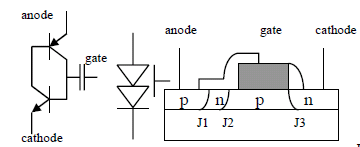 anode
gate
cathode
anode gate cathode
p n p n
J1 J2 J3